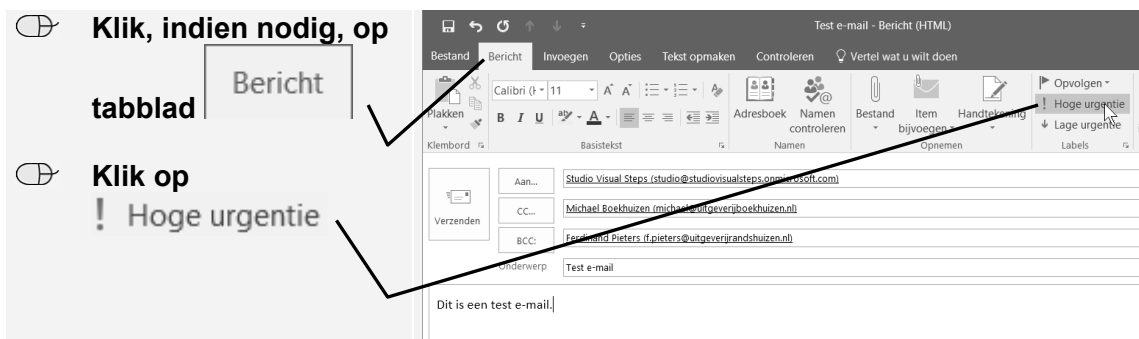 Klik, indien nodig, op
tabblad Bericht
Klik op
! Hoge urgentie
Test e-mail - Bericht (HTML)
Bestand Bericht Invoegen Opties Tekst opmaken Controleren Vertel wat u wilt doen
Plakken
Klembord
Calibri (H 11 A A
B I U aby A
Basistekst
Adresboek Namen controleren
Namen
Bestand Item bijvoegen Handtekening
Opnemen
Opvolgen
! Hoge urgentie
Lage urgentie
Labels
Verzenden
Aan... Studio Visual Steps (studio@studiovisualsteps.onmicrosoft.com)
CC... Michael Boekhuizen (michael@uitgeverijboekhuizen.nl)
BCC: Ferdinand Pieters (f.pieters@uitgeverijrandshuizen.nl)
Onderwerp Test e-mail
Dit is een test e-mail.